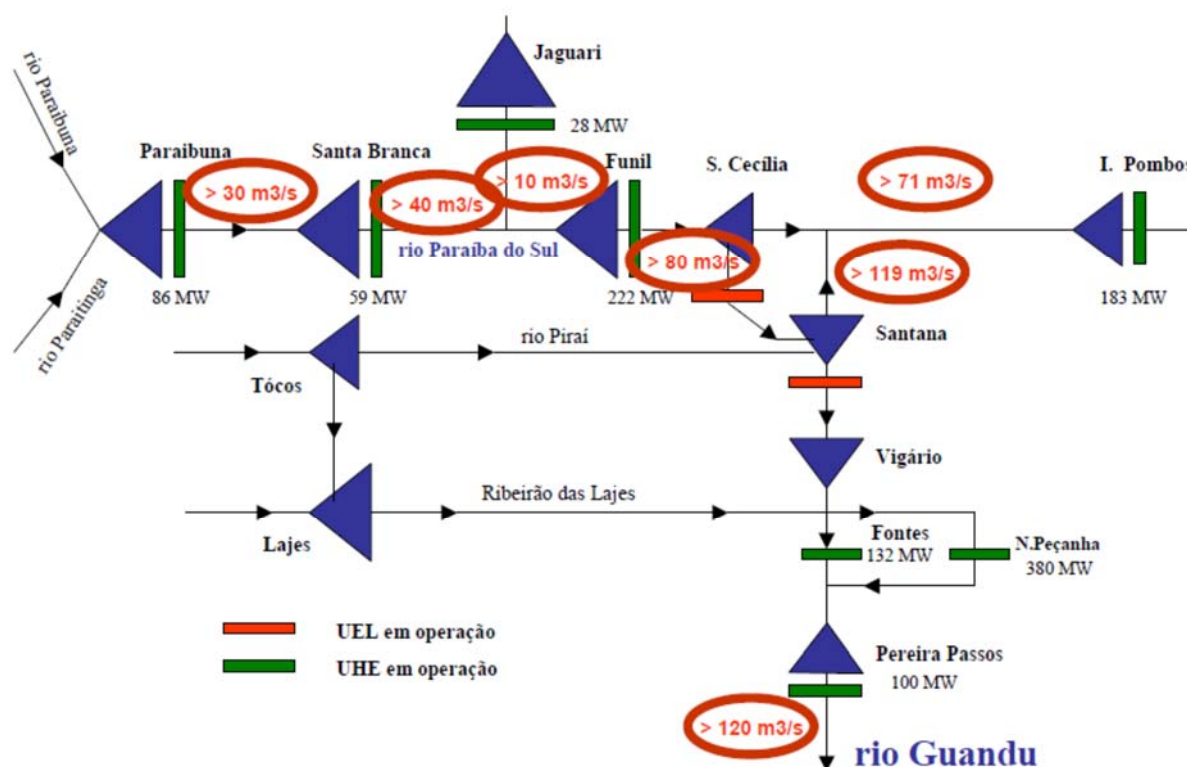 Jaguari
28 MW
rio Paraibuna
Paraibuna
Santa Branca
Funil
S. Cecília
I. Pombos
> 30 m3/s
> 40 m3/s
> 10 m3/s
> 71 m3/s
rio Paraíba do Sul
> 80 m3/s
> 119 m3/s
rio Paraitinga
86 MW
59 MW
222 MW
183 MW
rio Piraí
Santana
Tócos
Vigário
Ribeirão das Lajes
Lajes
Fontes
132 MW
N.Peçanha
380 MW
UEL em operação
UHE em operação
Pereira Passos
100 MW
> 120 m3/s
rio Guandu